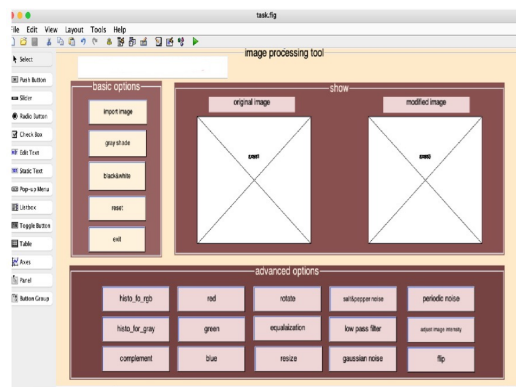 task.fig
File Edit View Layout Tools Help
Select
Push Button
Slider
Radio Button
Check Box
Edit Text
Static Text
Pop-up Menu
Listbox
Toggle Button
Table
Axes
Panel
Button Group
image processing tool
basic options
import image
gray shade
black&white
reset
exit
show
original image
modified image
advanced options
histo_fo_rgb red rotate salt&pepper noise periodic noise
histo_for_gray green equalaization low pass filter adjust image intensity
complement blue resize gaussian noise flip